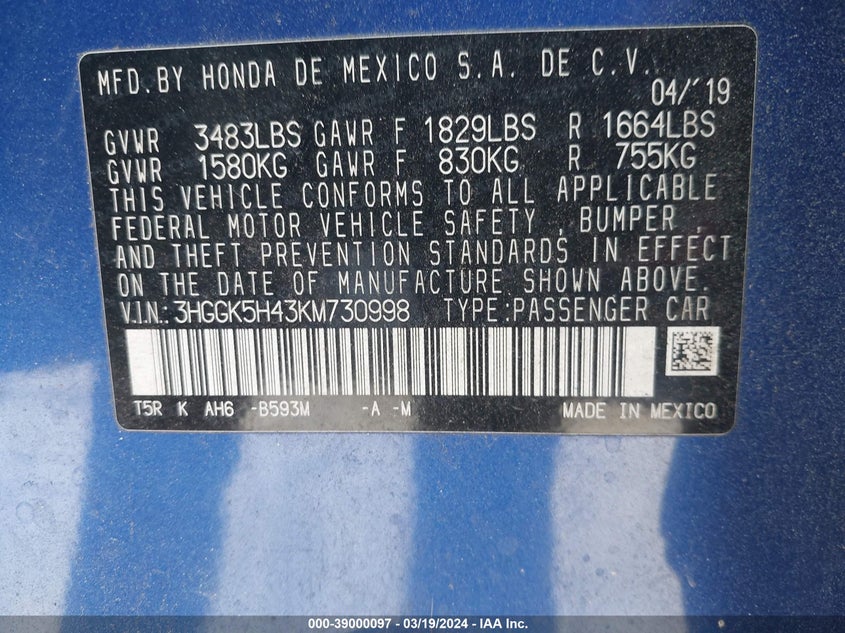 MFD.BY HONDA DE MEXICO S.A. DE C.V.
04/'19
GVWR 3483LBS GAWR F 1829LBS R 1664LBS
GVWR 1580KG GAWR F 830KG R 755KG
THIS VEHICLE CONFORMS TO ALL APPLICABLE
FEDERAL MOTOR VEHICLE SAFETY , BUMPER ,
AND THEFT PREVENTION STANDARDS IN EFFECT
ON THE DATE OF MANUFACTURE SHOWN ABOVE.
V.I.N.: 3HGGK5H43KM730998 TYPE:PASSENGER CAR
T5R K AH6 -B593M -A -M MADE IN MEXICO
000-39000097 - 03/19/2024 - IAA Inc.